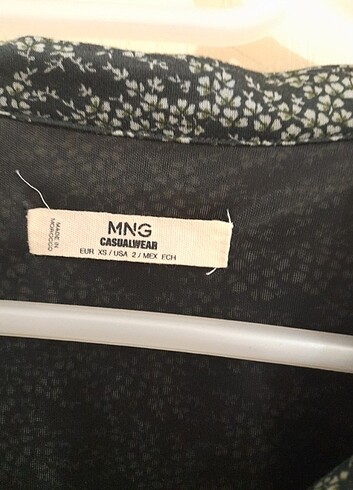 MNG
CASUALWEAR
EUR XS / USA 2 / MEX ECH
MADE IN
MOROCCO